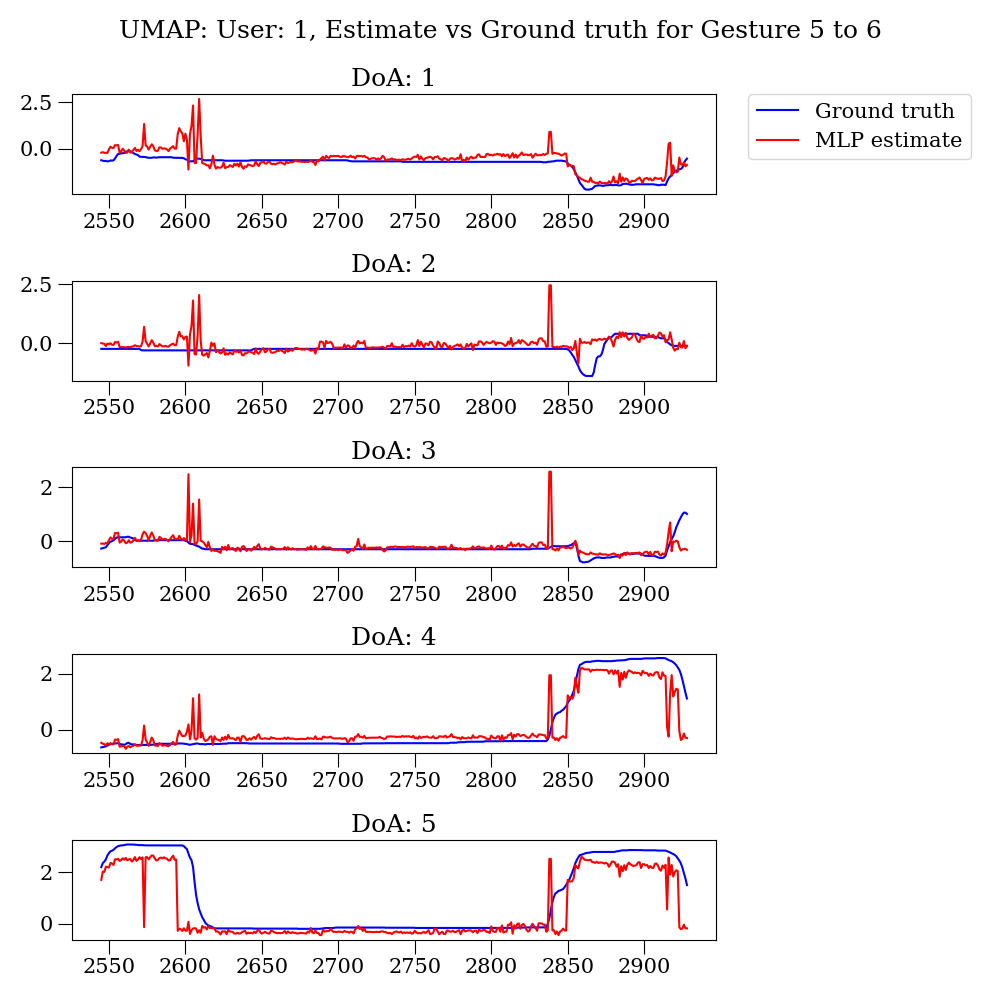 UMAP: User: 1, Estimate vs Ground truth for Gesture 5 to 6
DoA: 1
Ground truth
MLP estimate
2.5
0.0
2550 2600 2650 2700 2750 2800 2850 2900
DoA: 2
2.5
0.0
2550 2600 2650 2700 2750 2800 2850 2900
DoA: 3
2
0
2550 2600 2650 2700 2750 2800 2850 2900
DoA: 4
2
0
2550 2600 2650 2700 2750 2800 2850 2900
DoA: 5
2
0
2550 2600 2650 2700 2750 2800 2850 2900